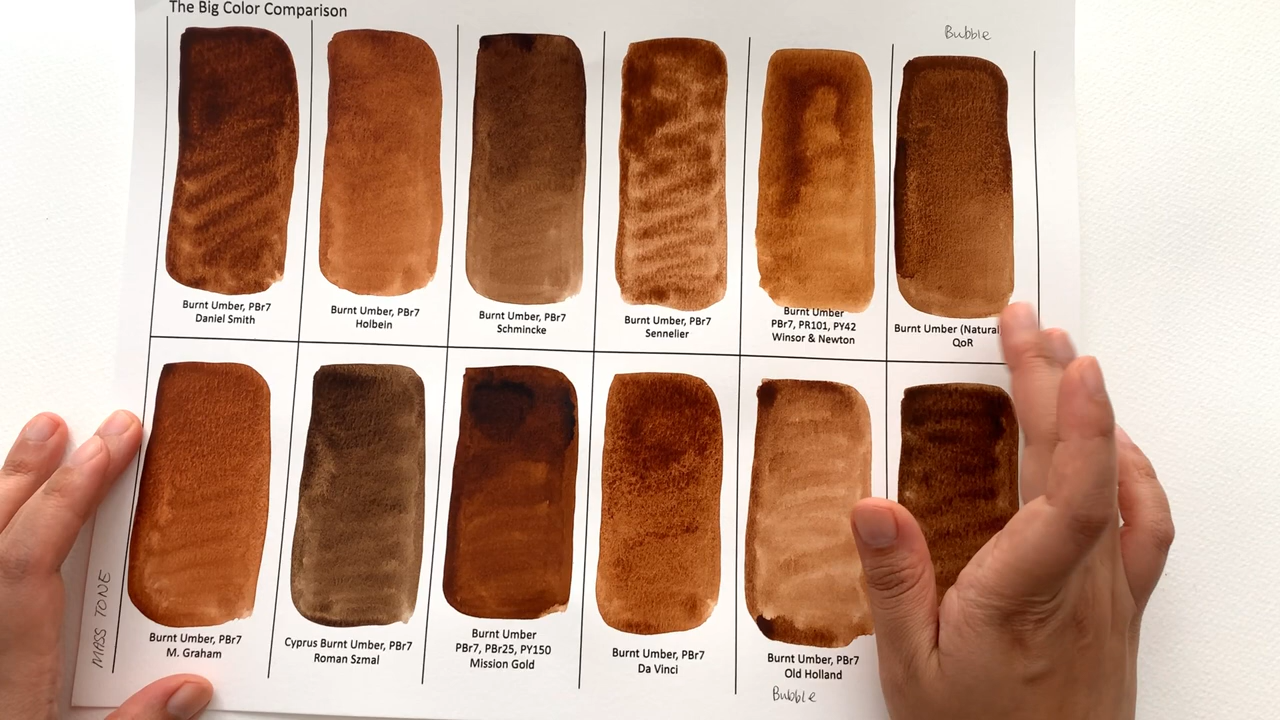 The Big Color Comparison
Bubble
Burnt Umber, PBr7
Daniel Smith
Burnt Umber, PBr7
Holbein
Burnt Umber, PBr7
Schmincke
Burnt Umber, PBr7
Sennelier
Burnt Umber
PBr7, PR101, PY42
Winsor & Newton
Burnt Umber (Natural
QoR
MASS TONE
Burnt Umber, PBr7
M. Graham
Cyprus Burnt Umber, PBr7
Roman Szmal
Burnt Umber
PBr7, PBr25, PY150
Mission Gold
Burnt Umber, PBr7
Da Vinci
Burnt Umber, PBr7
Old Holland
Bubble